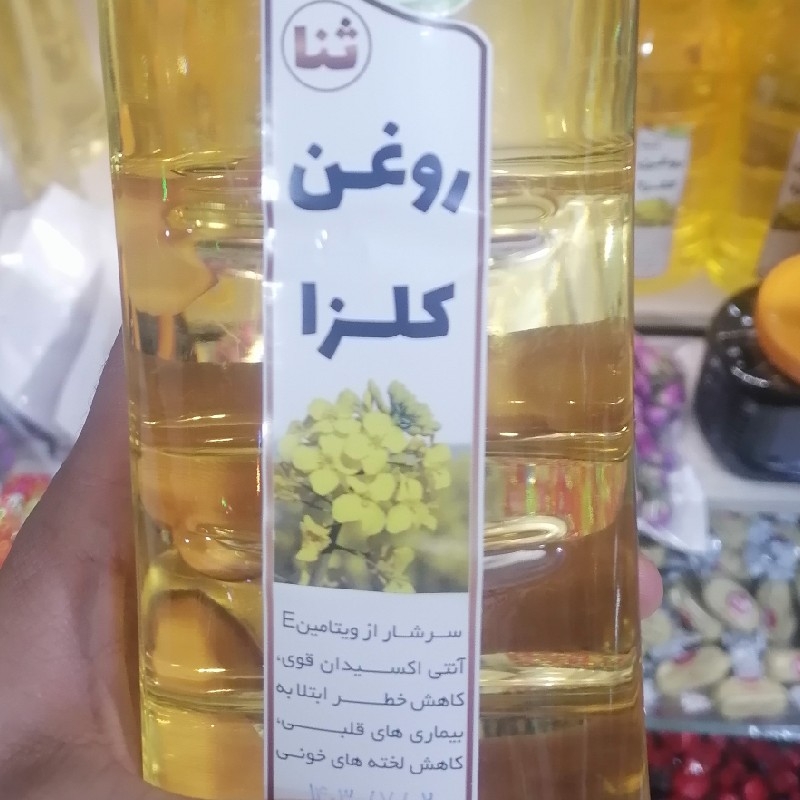 ثنا
روغن
کلزا
سرشار از ویتامینE
آنتی اکسیدان قوی،
کاهش خطر ابتلا به
بیماری های قلبی،
کاهش لخته های خونی